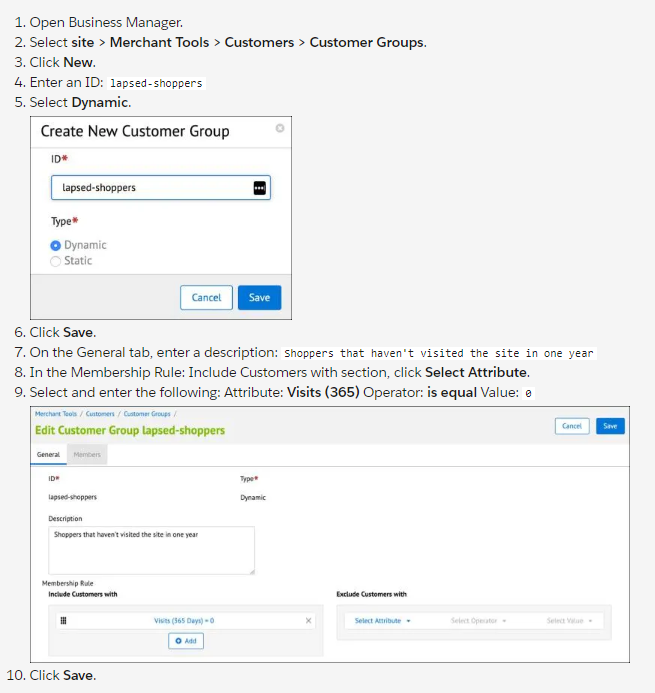 1. Open Business Manager.
2. Select site > Merchant Tools > Customers > Customer Groups.
3. Click New.
4. Enter an ID: lapsed-shoppers
5. Select Dynamic.
Create New Customer Group
ID*
lapsed-shoppers
Type*
Dynamic
Static
Cancel Save
6. Click Save.
7. On the General tab, enter a description: Shoppers that haven't visited the site in one year
8. In the Membership Rule: Include Customers with section, click Select Attribute.
9. Select and enter the following: Attribute: Visits (365) Operator: is equal Value: 0
Merchant Tools / Customers / Customer Groups /
Edit Customer Group lapsed-shoppers Cancel Save
General Members
ID* Type*
lapsed-shoppers Dynamic
Description
Shoppers that haven't visited the site in one year
Membership Rule
Include Customers with Exclude Customers with
Visits (365 Days) = 0 Select Attribute Select Operator Select Value
Add
10. Click Save.